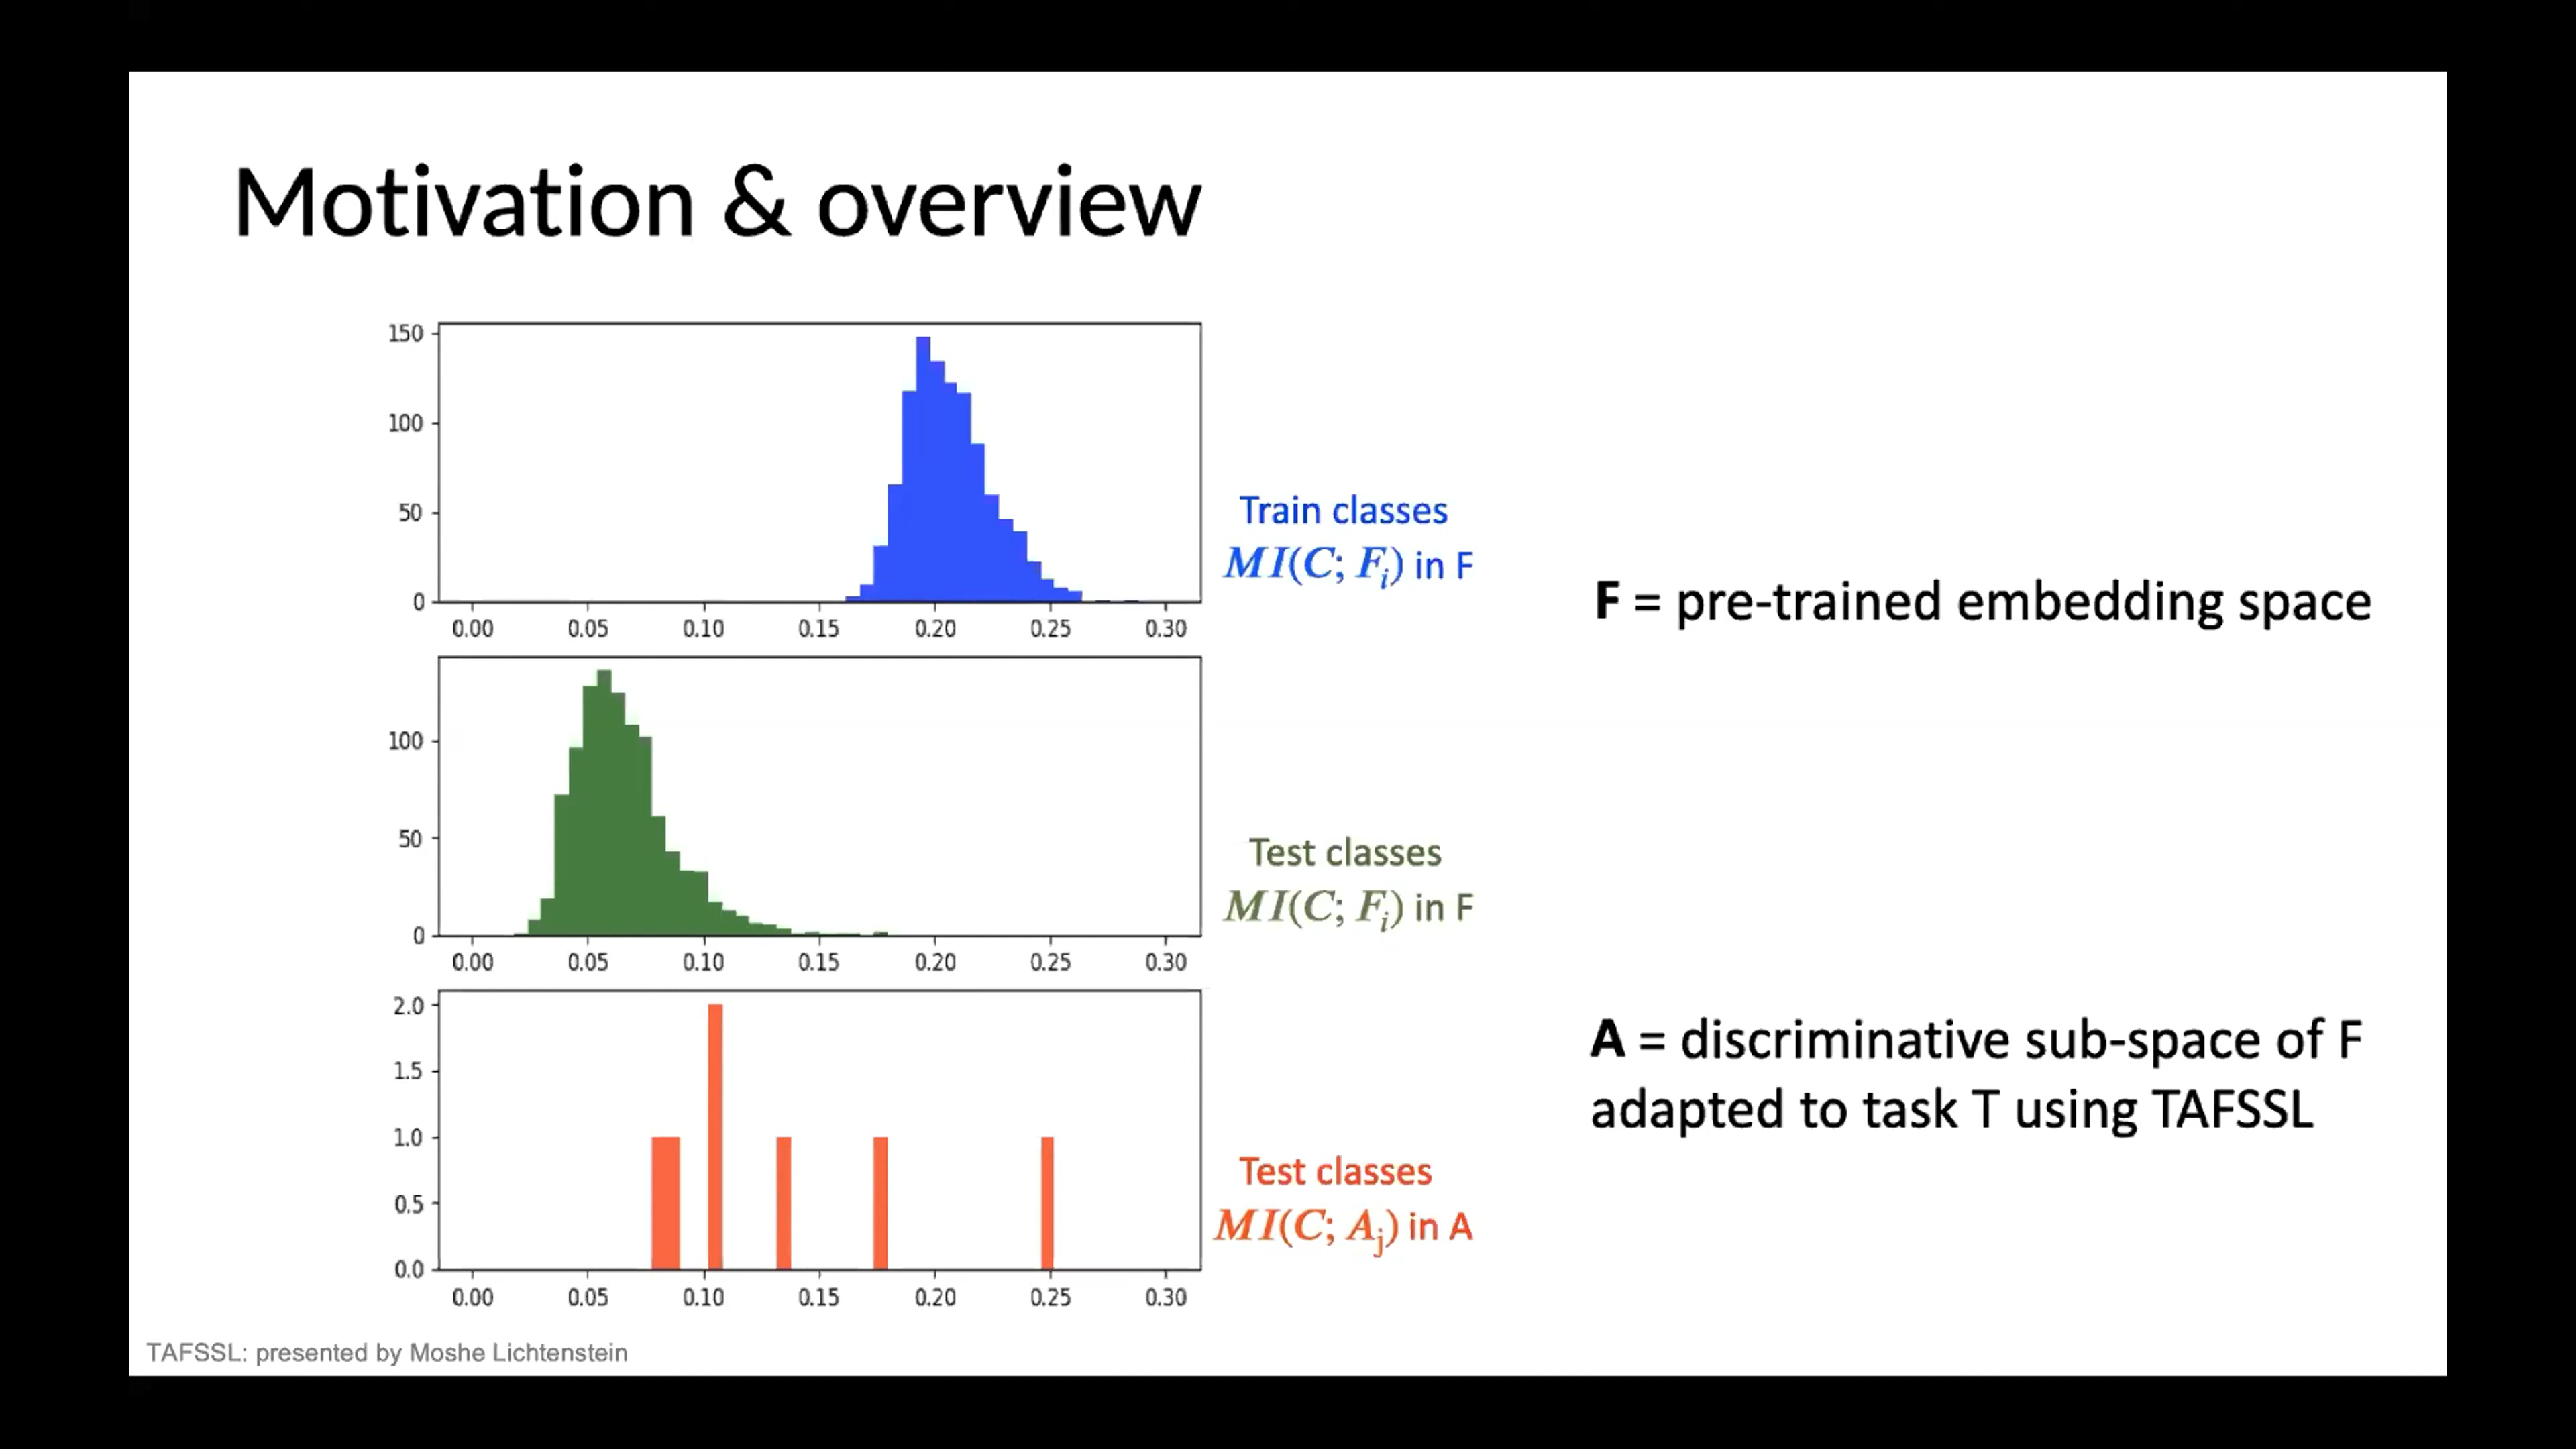 Motivation & overview
150
100
50
0
0.00 0.05 0.10 0.15 0.20 0.25 0.30
Train classes
MI(C; Fᵢ) in F
F = pre-trained embedding space
100
50
0
0.00 0.05 0.10 0.15 0.20 0.25 0.30
Test classes
MI(C; Fᵢ) in F
2.0
1.5
1.0
0.5
0.0
0.00 0.05 0.10 0.15 0.20 0.25 0.30
Test classes
MI(C; Aⱼ) in A
A = discriminative sub-space of F
adapted to task T using TAFSSL
TAFSSL: presented by Moshe Lichtenstein